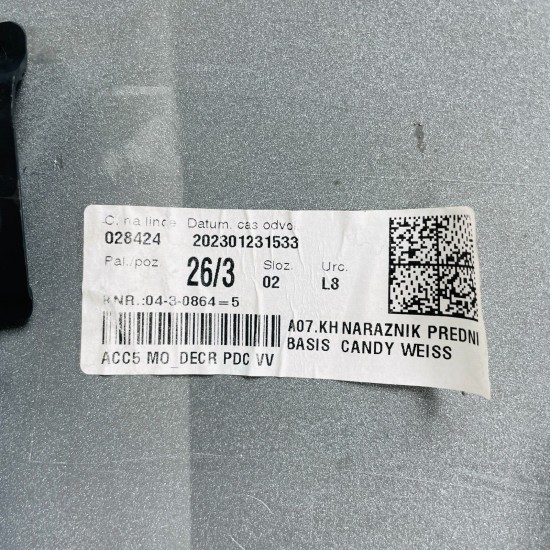 C. na lince Datum, cas odvo
028424 202301231533
Pal./poz 26/3 Sloz. 02 Urc. L8
KNR.:04-3-0864=5
A07.KH NARAZNIK PREDNI
BASIS CANDY WEISS
ACC5 MO_DECR PDC VV